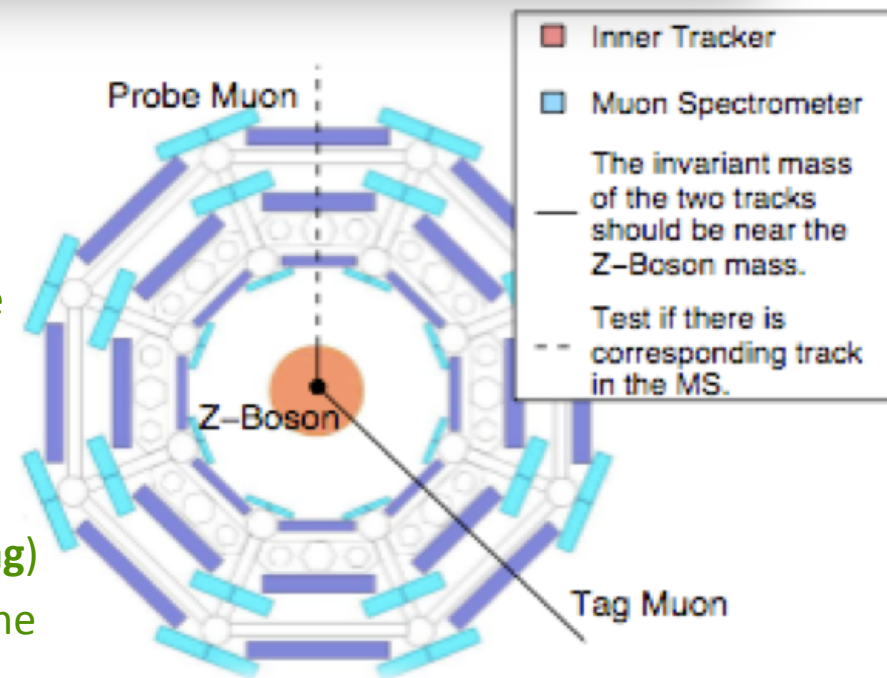 Inner Tracker
Probe Muon
Muon Spectrometer
The invariant mass
of the two tracks
should be near the
Z-Boson mass.
Test if there is
corresponding track
in the MS.
Z-Boson
Tag Muon